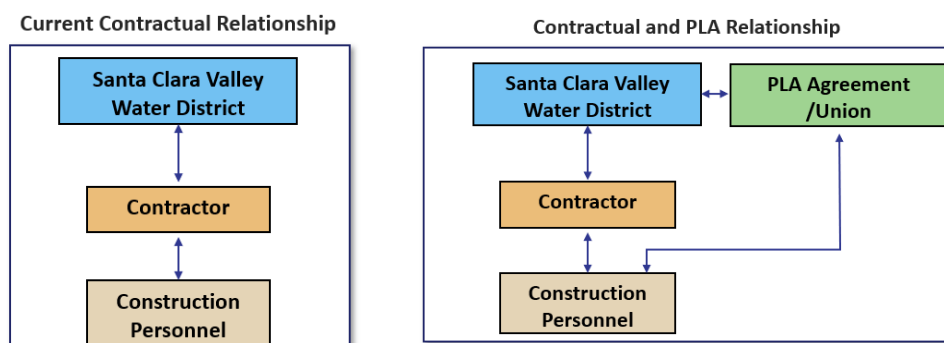 Current Contractual Relationship
Santa Clara Valley
Water District
Contractor
Construction
Personnel
Contractual and PLA Relationship
Santa Clara Valley
Water District
PLA Agreement
/Union
Contractor
Construction
Personnel